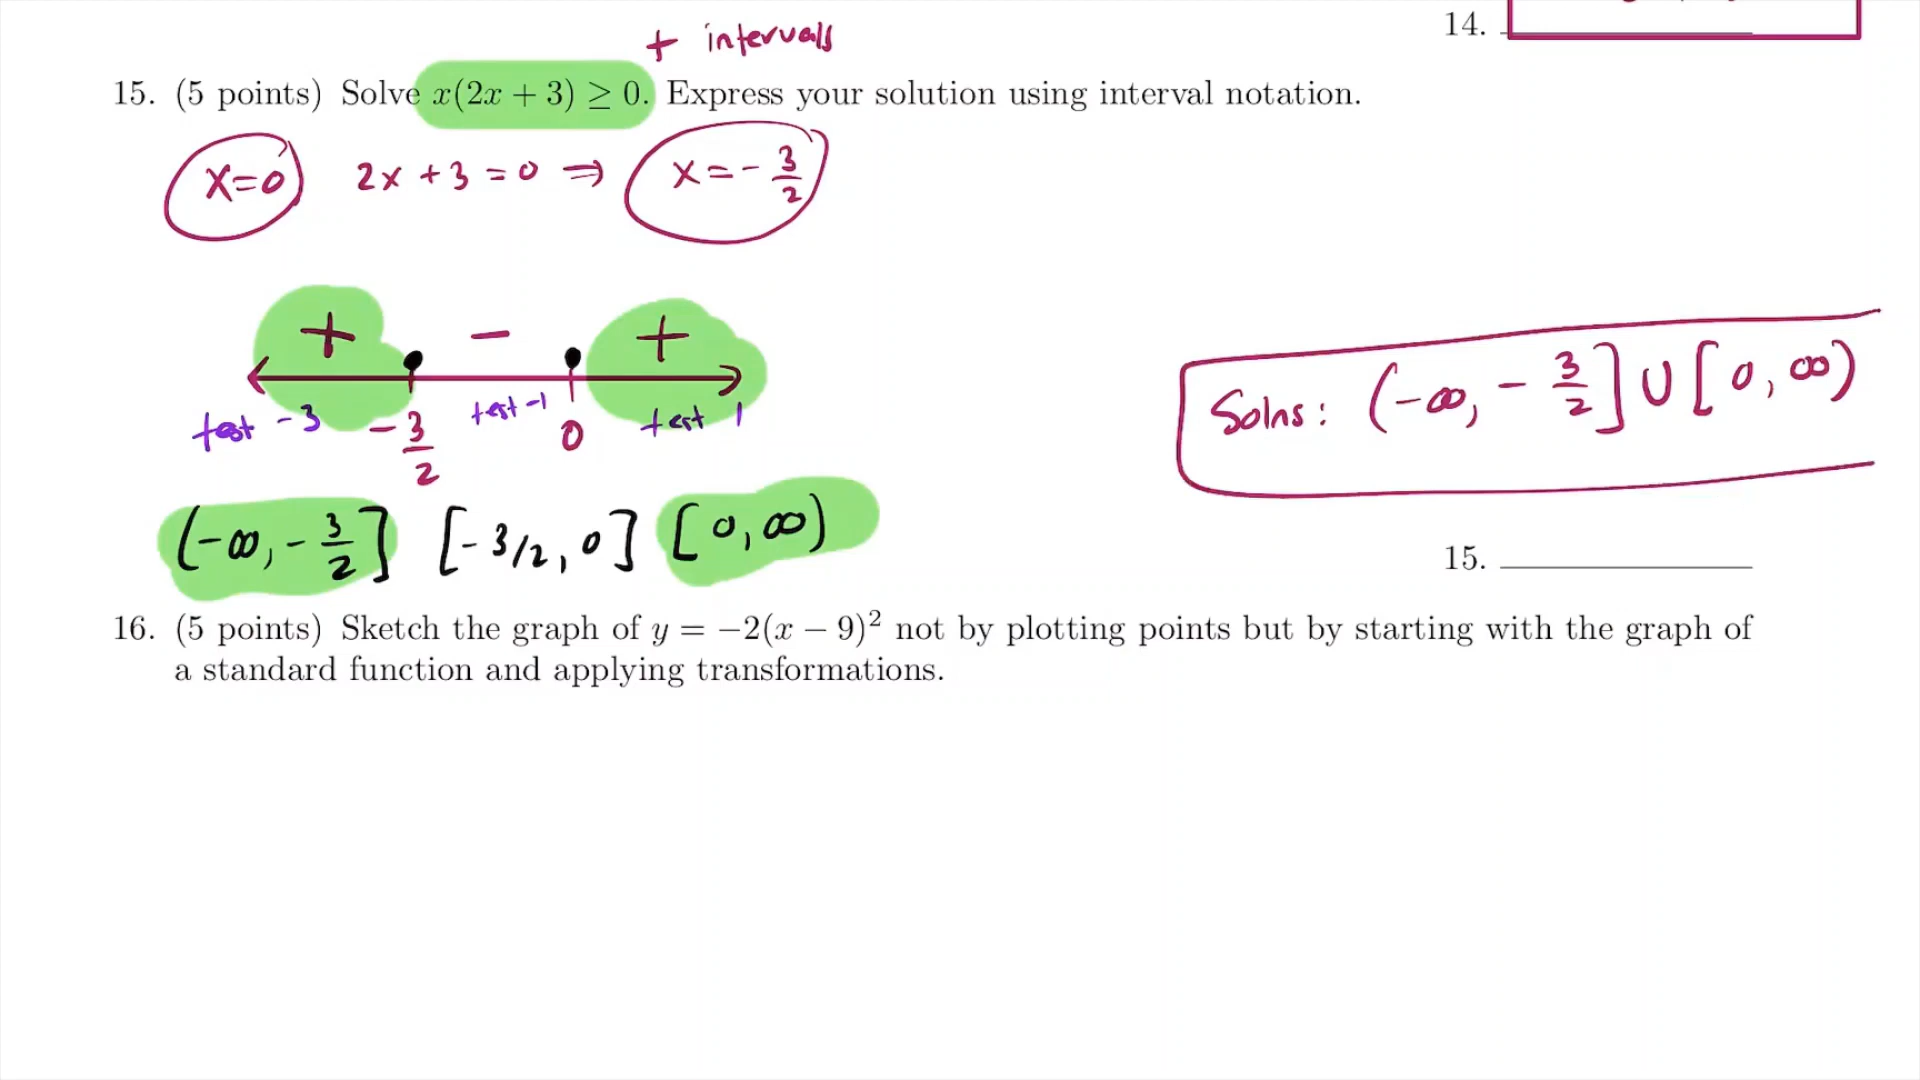 14.
+ intervals
15. (5 points) Solve x(2x + 3) ≥ 0. Express your solution using interval notation.
x=0 2x+3=0 ⇒ x=-3/2
+ - +
test -3 -3/2 test -1 0 test 1
Solns: (-∞, -3/2] ∪ [0, ∞)
(-∞, -3/2] [-3/2, 0] [0, ∞)
15.
16. (5 points) Sketch the graph of y = −2(x − 9)² not by plotting points but by starting with the graph of
a standard function and applying transformations.